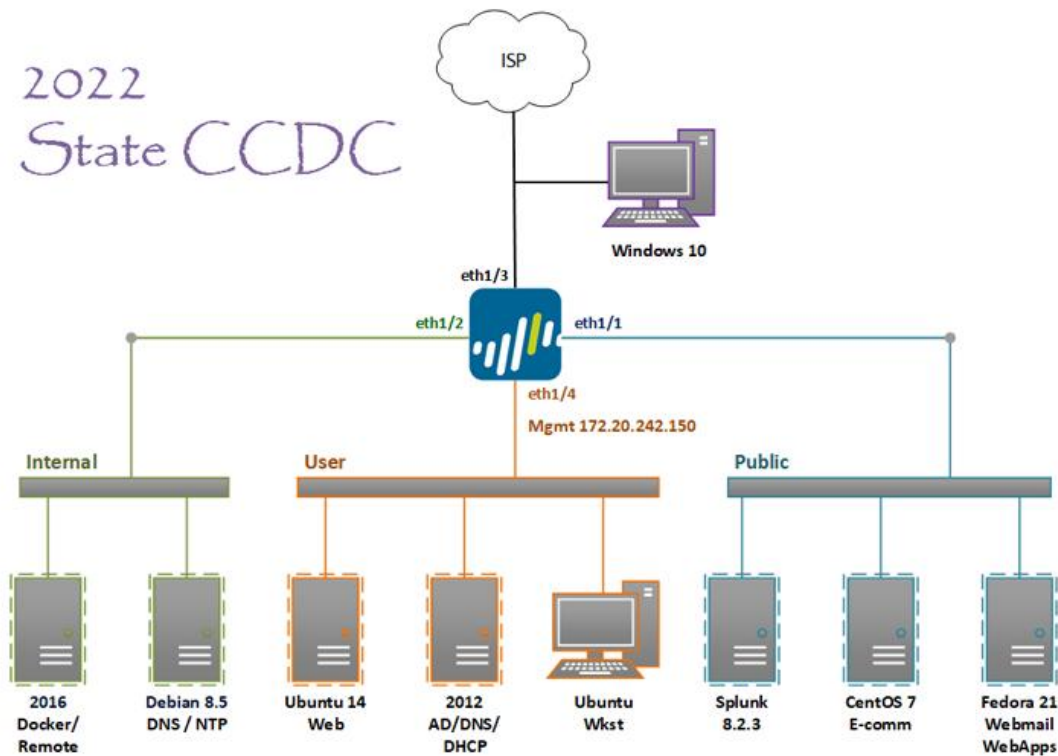 2022
State CCDC
ISP
Windows 10
eth1/3
eth1/2
eth1/1
eth1/4
Mgmt 172.20.242.150
Internal
User
Public
2016
Docker/
Remote
Debian 8.5
DNS / NTP
Ubuntu 14
Web
2012
AD/DNS/
DHCP
Ubuntu
Wkst
Splunk
8.2.3
CentOS 7
E-comm
Fedora 21
Webmail
WebApps